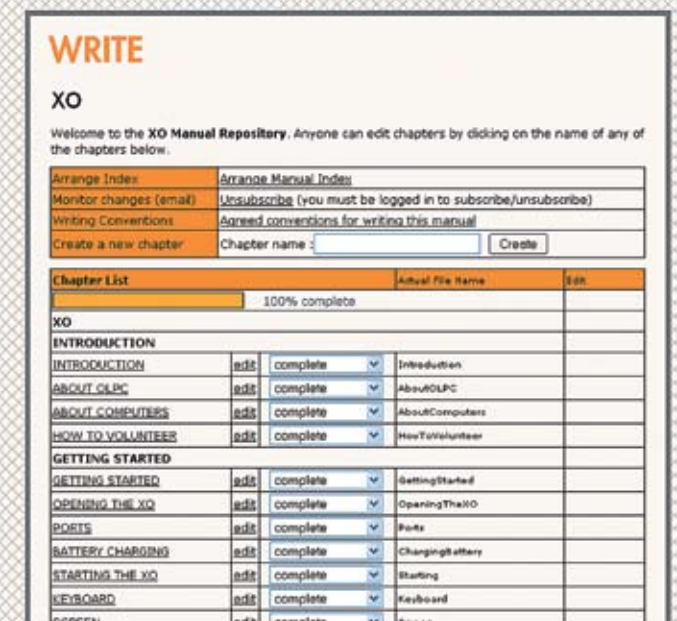 WRITE
XO
Welcome to the XO Manual Repository. Anyone can edit chapters by clicking on the name of any of
the chapters below.
Arrange Index Arrange Manual Index
Monitor changes (email) Unsubscribe (you must be logged in to subscribe/unsubscribe)
Writing Conventions Agreed conventions for writing this manual
Create a new chapter Chapter name : Create
Chapter List Actual File Name Edit
100% complete
XO
INTRODUCTION
INTRODUCTION edit complete Introduction
ABOUT OLPC edit complete AboutOLPC
ABOUT COMPUTERS edit complete AboutComputers
HOW TO VOLUNTEER edit complete HowToVolunteer
GETTING STARTED
GETTING STARTED edit complete GettingStarted
OPENING THE XO edit complete OpeningTheXO
PORTS edit complete Ports
BATTERY CHARGING edit complete ChargingBattery
STARTING THE XO edit complete Starting
KEYBOARD edit complete Keyboard
SCREEN edit complete